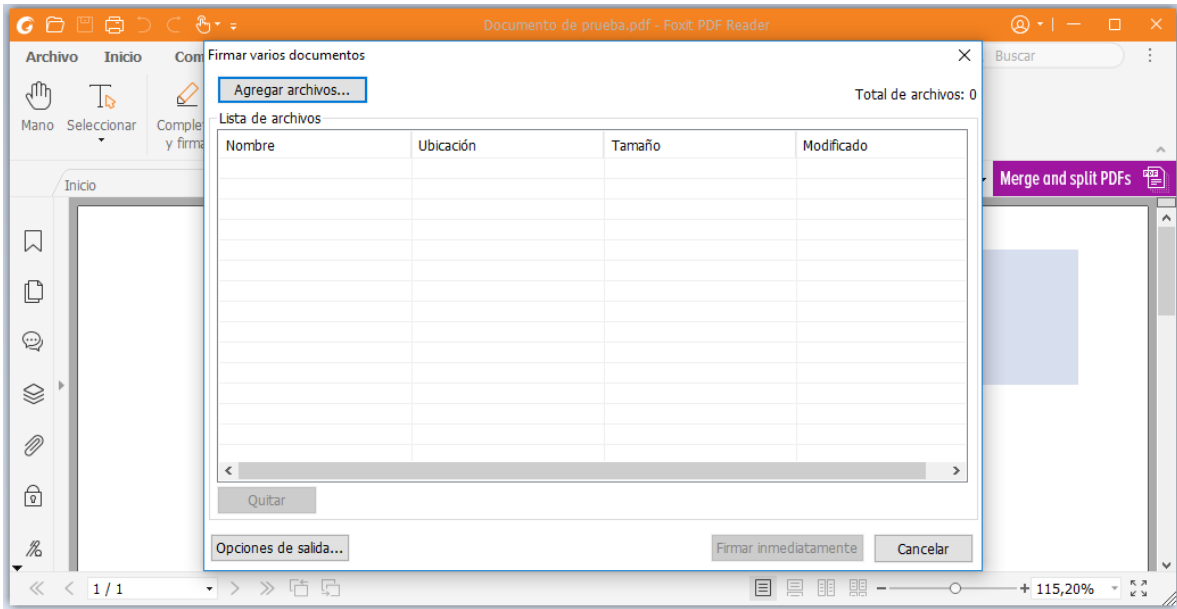 Documento de prueba.pdf - Foxit PDF Reader
Archivo
Inicio
Com
Buscar
Firmar varios documentos
Agregar archivos...
Total de archivos: 0
Mano
Seleccionar
Comple
y firma
Lista de archivos
Nombre
Ubicación
Tamaño
Modificado
Inicio
Merge and split PDFs
PDF
Quitar
Opciones de salida...
Firmar inmediatamente
Cancelar
1 / 1
115,20%